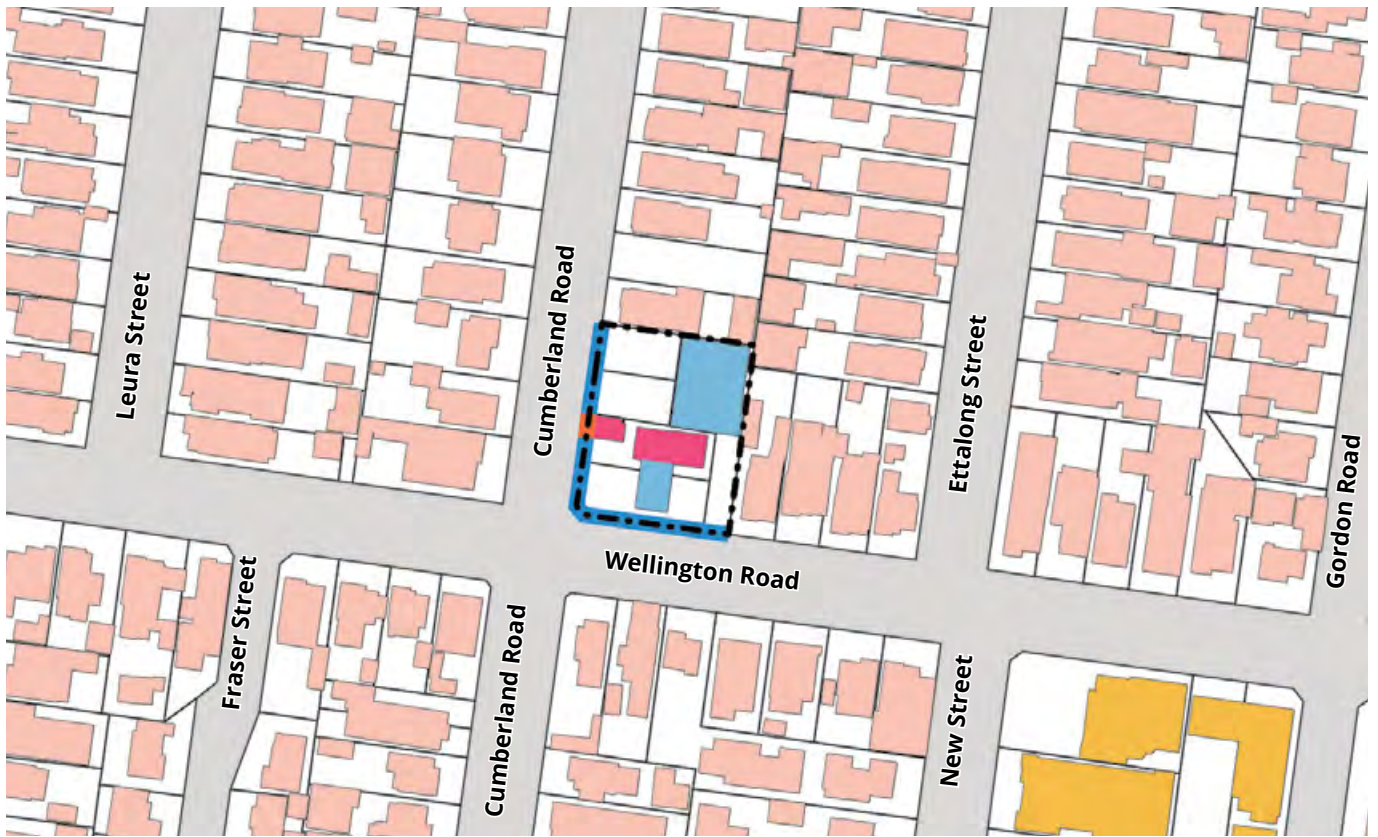 Leura Street
Cumberland Road
Ettalong Street
Gordon Road
Wellington Road
Fraser Street
Cumberland Road
New Street